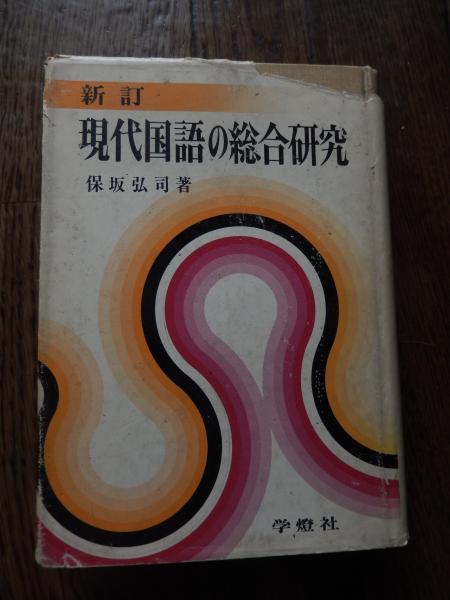 新訂
現代国語の総合研究
保坂弘司著
学燈社